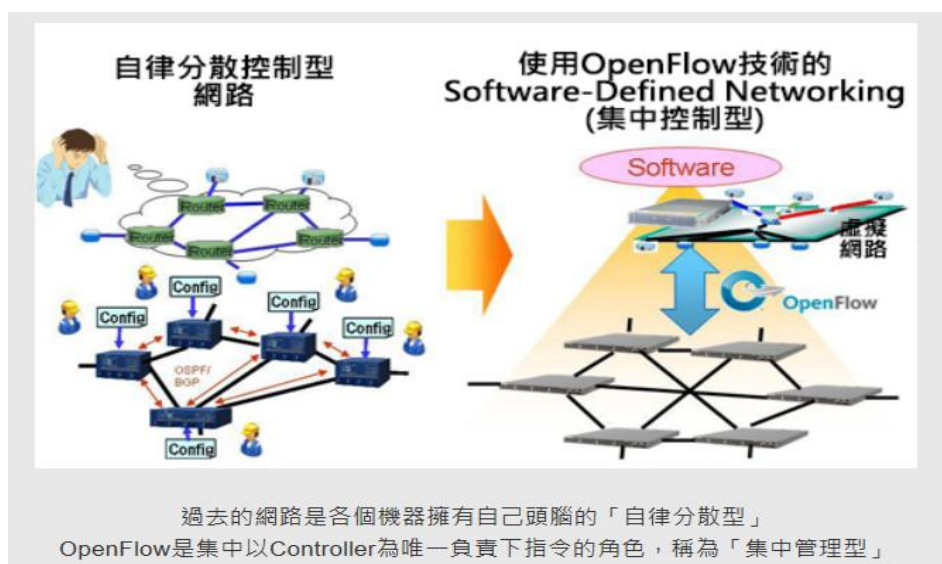 自律分散控制型
網路
使用OpenFlow技術的
Software-Defined Networking
(集中控制型)
Software
Router
Router
Router
Router
Router
虛擬
網路
Config
Config
Config
Config
OSPF/
BGP
Config
OpenFlow
過去的網路是各個機器擁有自己頭腦的「自律分散型」
OpenFlow是集中以Controller為唯一負責下指令的角色，稱為「集中管理型」